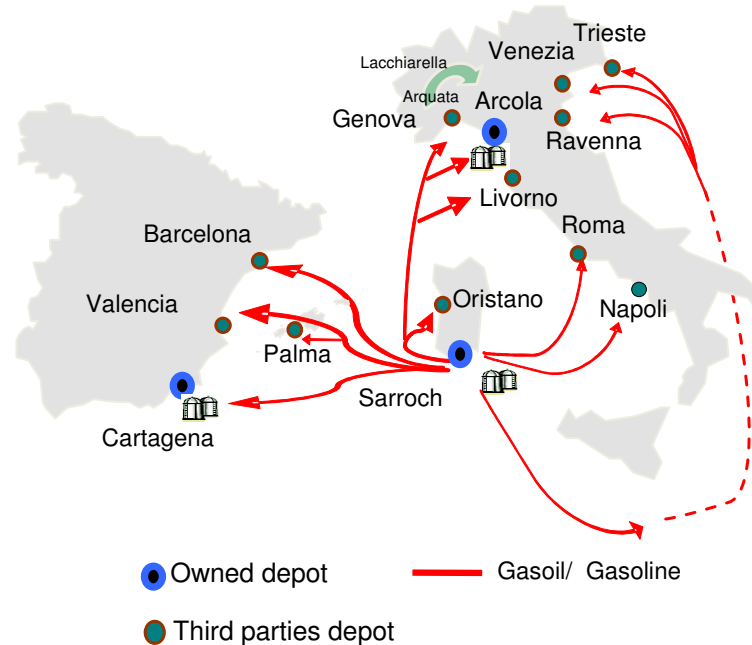 Trieste
Venezia
Lacchiarella
Arquata
Arcola
Genova
Ravenna
Livorno
Barcelona
Roma
Valencia
Oristano
Napoli
Palma
Sarroch
Cartagena
Owned depot
Gasoil/ Gasoline
Third parties depot